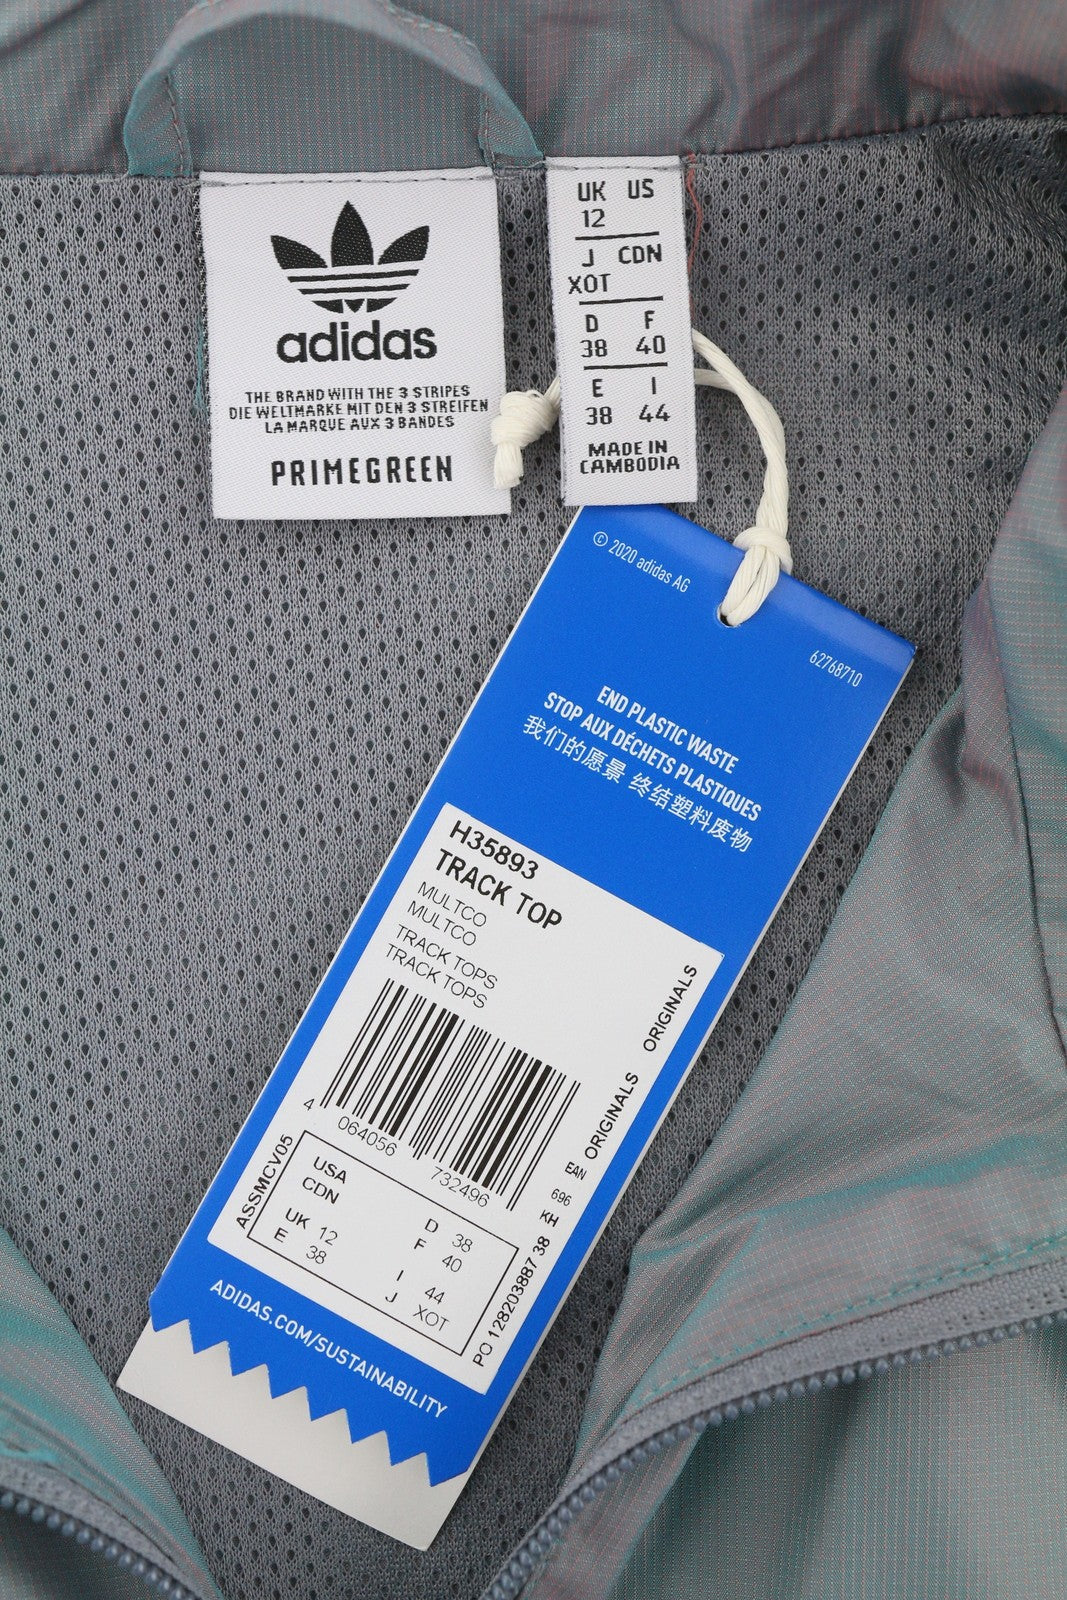 adidas
THE BRAND WITH THE 3 STRIPES
DIE WELTMARKE MIT DEN 3 STREIFEN
LA MARQUE AUX 3 BANDES
PRIMEGREEN
UK US
12
J CDN
XOT
D F
38 40
E I
38 44
MADE IN
CAMBODIA
© 2020 adidas AG
62768710
END PLASTIC WASTE
STOP AUX DÉCHETS PLASTIQUES
我们的愿景 终结塑料废物
H35893
TRACK TOP
MULTCO
MULTCO
TRACK TOPS
TRACK TOPS
ORIGINALS ORIGINALS
4 064056 732496
EAN
696
KH
ASSMCV05
USA
CDN
UK 12
E 38
D 38
F 40
I 44
J XOT
PO 128203887 38
ADIDAS.COM/SUSTAINABILITY